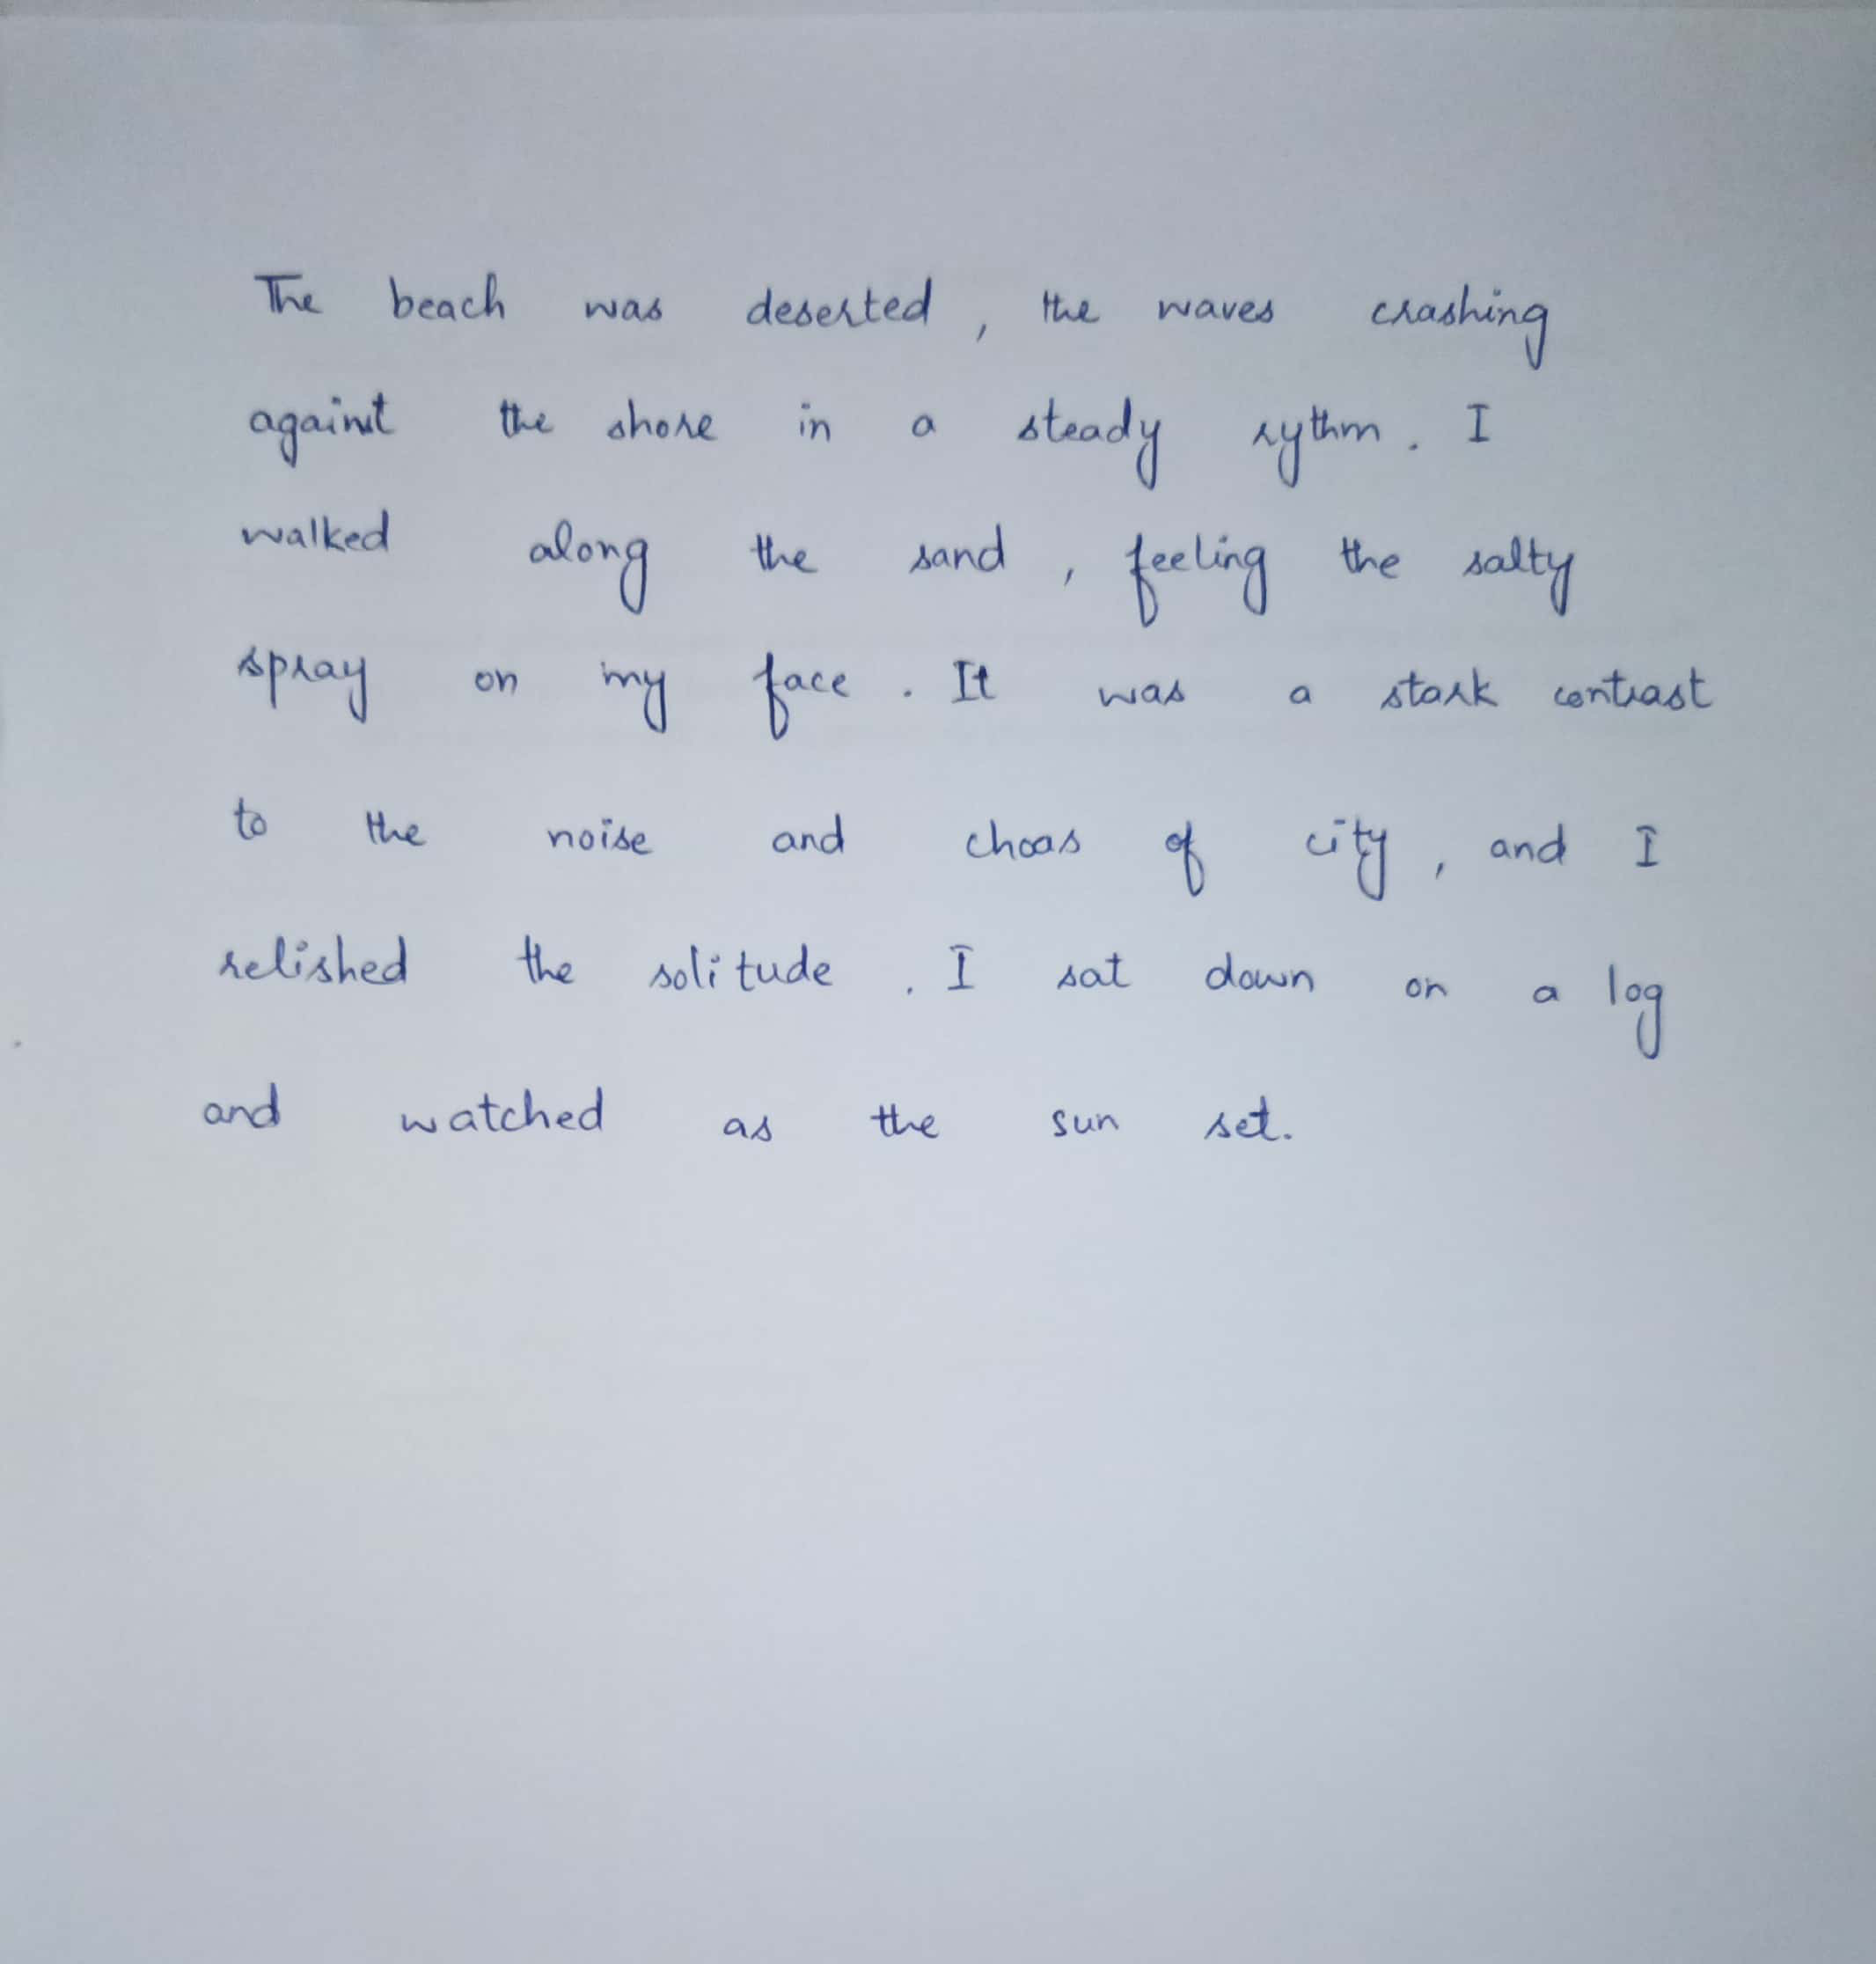 The beach was deserted, the waves crashing
against the shore in a steady rythm. I
walked along the sand, feeling the salty
spray on my face. It was a stark contrast
to the noise and choas of city, and I
relished the solitude. I sat down on a log
and watched as the sun set.